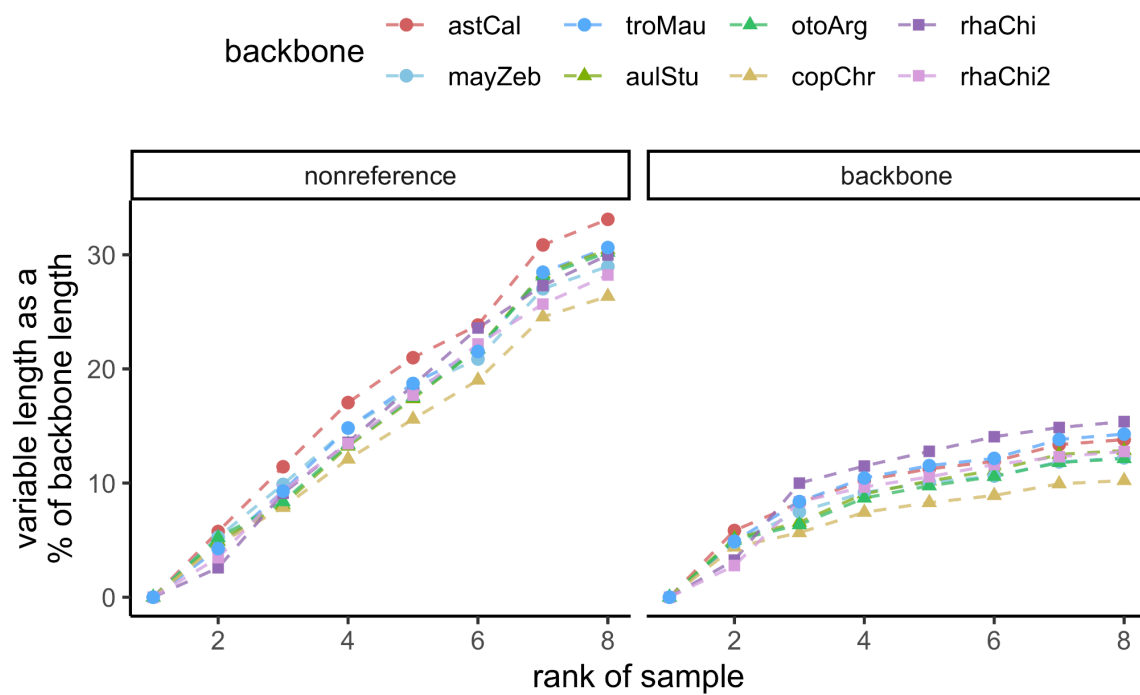 backbone
astCal troMau otoArg rhaChi
mayZeb aulStu copChr rhaChi2
nonreference backbone
variable length as a
% of backbone length
30
20
10
0
2 4 6 8 2 4 6 8
rank of sample